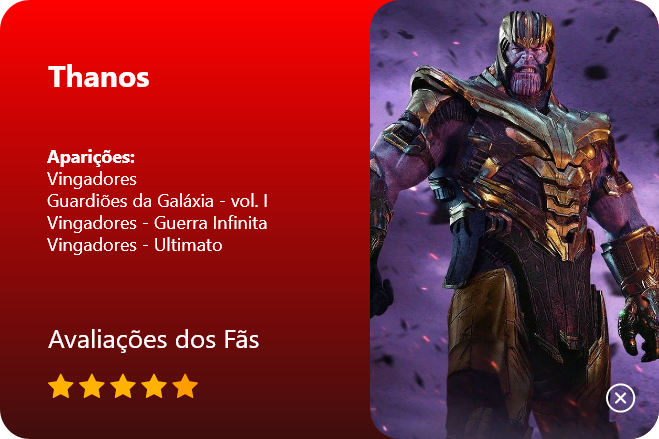 Thanos
Aparições:
Vingadores
Guardiões da Galáxia - vol. I
Vingadores - Guerra Infinita
Vingadores - Ultimato
Avaliações dos Fãs